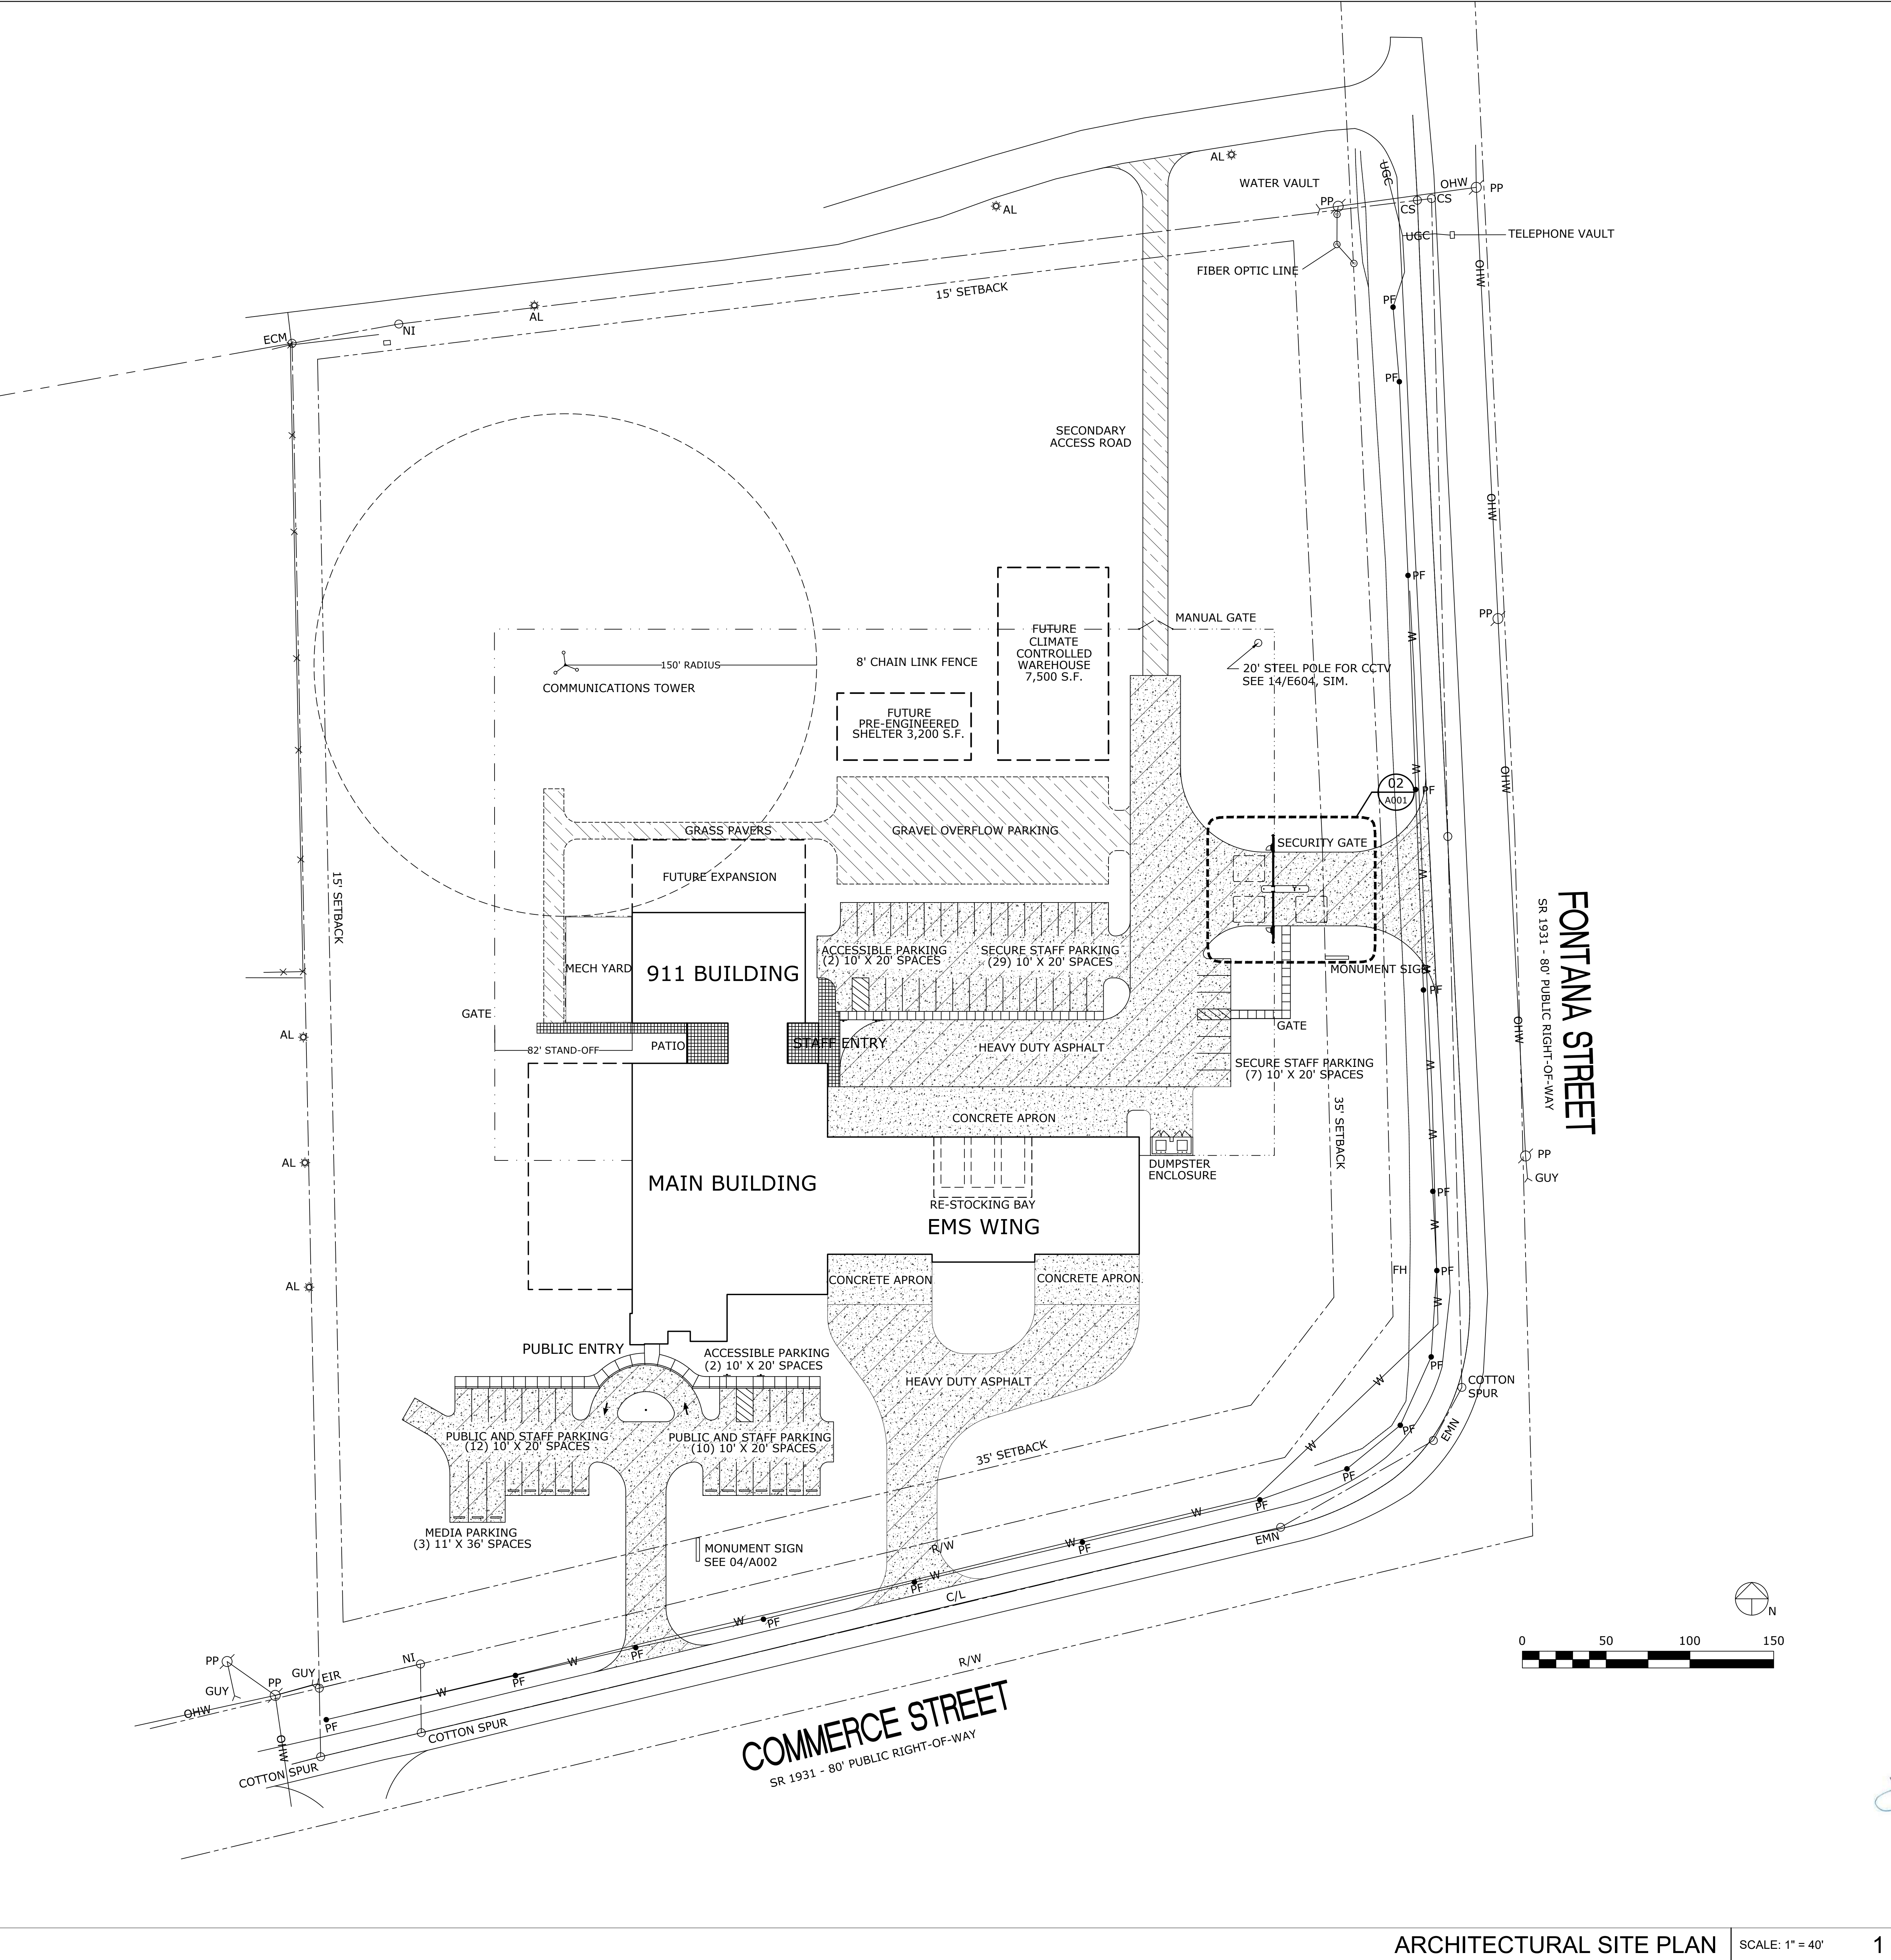 AL
WATER VAULT
UGC
OHW
PP
PP
CS
CS
AL
UGC
TELEPHONE VAULT
OHW
FIBER OPTIC LINE
15' SETBACK
PF
AL
NI
ECM
PF
SECONDARY
ACCESS ROAD
OHW
PF
MANUAL GATE
PP
FUTURE
CLIMATE
CONTROLLED
WAREHOUSE
7,500 S.F.
W
150' RADIUS
8' CHAIN LINK FENCE
20' STEEL POLE FOR CCTV
SEE 14/E604, SIM.
COMMUNICATIONS TOWER
FUTURE
PRE-ENGINEERED
SHELTER 3,200 S.F.
W
OHW
02
A001
PF
GRASS PAVERS
GRAVEL OVERFLOW PARKING
SECURITY GATE
FUTURE EXPANSION
W
15' SETBACK
ACCESSIBLE PARKING
(2) 10' X 20' SPACES
SECURE STAFF PARKING
(29) 10' X 20' SPACES
MECH YARD
911 BUILDING
MONUMENT SIGN
W
PF
FONTANA STREET
SR 1931 - 80' PUBLIC RIGHT-OF-WAY
GATE
GATE
OHW
AL
82' STAND-OFF
PATIO
STAFF ENTRY
HEAVY DUTY ASPHALT
SECURE STAFF PARKING
(7) 10' X 20' SPACES
W
CONCRETE APRON
35' SETBACK
W
AL
DUMPSTER
ENCLOSURE
PP
GUY
MAIN BUILDING
RE-STOCKING BAY
EMS WING
PF
W
AL
CONCRETE APRON
CONCRETE APRON
FH
PF
W
PUBLIC ENTRY
ACCESSIBLE PARKING
(2) 10' X 20' SPACES
PF
HEAVY DUTY ASPHALT
W
COTTON
SPUR
PUBLIC AND STAFF PARKING
(12) 10' X 20' SPACES
PUBLIC AND STAFF PARKING
(10) 10' X 20' SPACES
PF
EMN
35' SETBACK
W
PF
MEDIA PARKING
(3) 11' X 36' SPACES
MONUMENT SIGN
SEE 04/A002
R/W
W
W
PF
PF
EMN
W
PF
C/L
W
PF
PF
N
0 50 100 150
PP
GUY
PP
GUY
EIR
NI
W
PF
W
R/W
OHW
PF
OHW
COTTON SPUR
COTTON SPUR
COMMERCE STREET
SR 1931 - 80' PUBLIC RIGHT-OF-WAY
ARCHITECTURAL SITE PLAN
SCALE: 1" = 40'
1